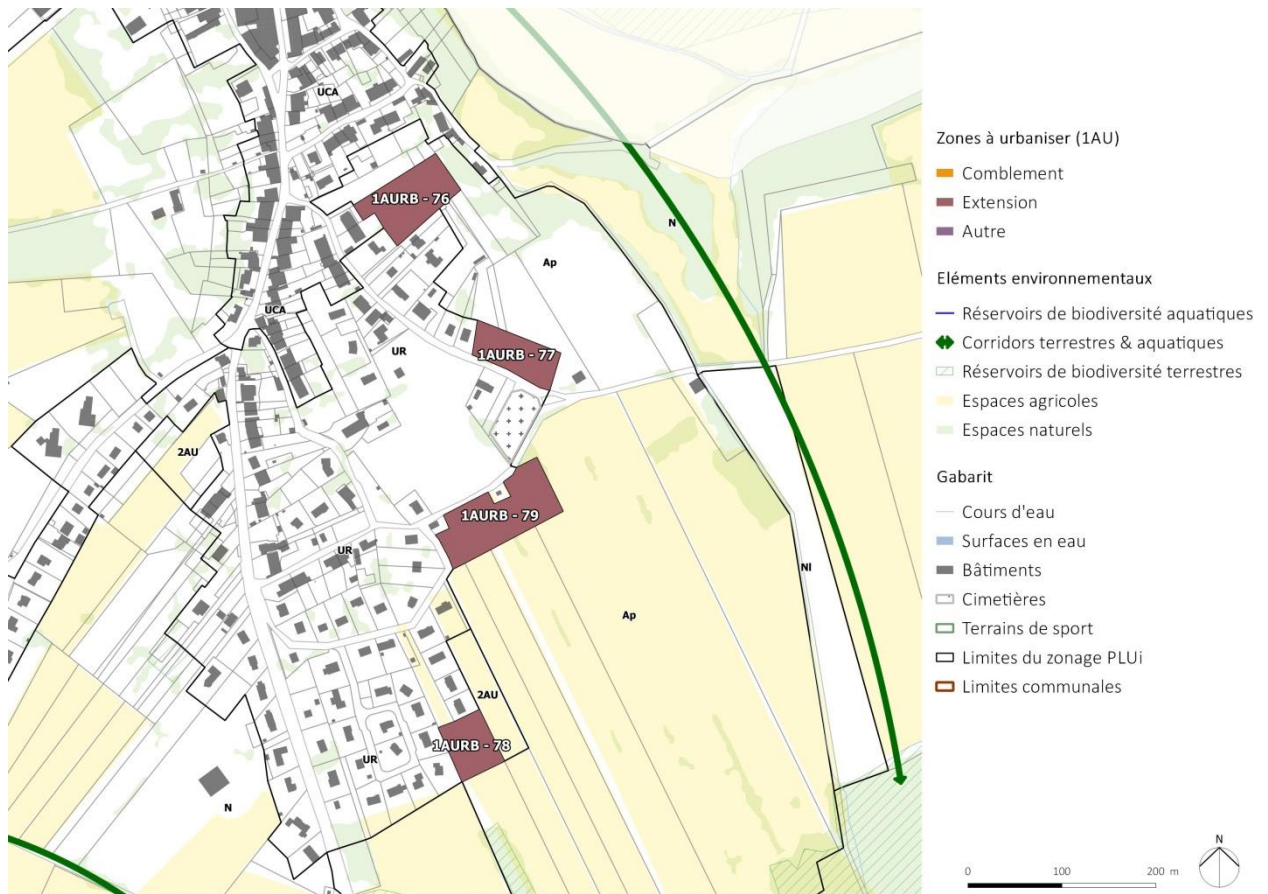 UCA
1AURB - 76
N
Ap
UCA
UR
1AURB - 77
2AU
1AURB - 79
UR
Nl
Ap
2AU
1AURB - 78
UR
N
Zones à urbaniser (1AU)
Comblement
Extension
Autre
Eléments environnementaux
Réservoirs de biodiversité aquatiques
Corridors terrestres & aquatiques
Réservoirs de biodiversité terrestres
Espaces agricoles
Espaces naturels
Gabarit
Cours d'eau
Surfaces en eau
Bâtiments
Cimetières
Terrains de sport
Limites du zonage PLUi
Limites communales
N
0 100 200 m